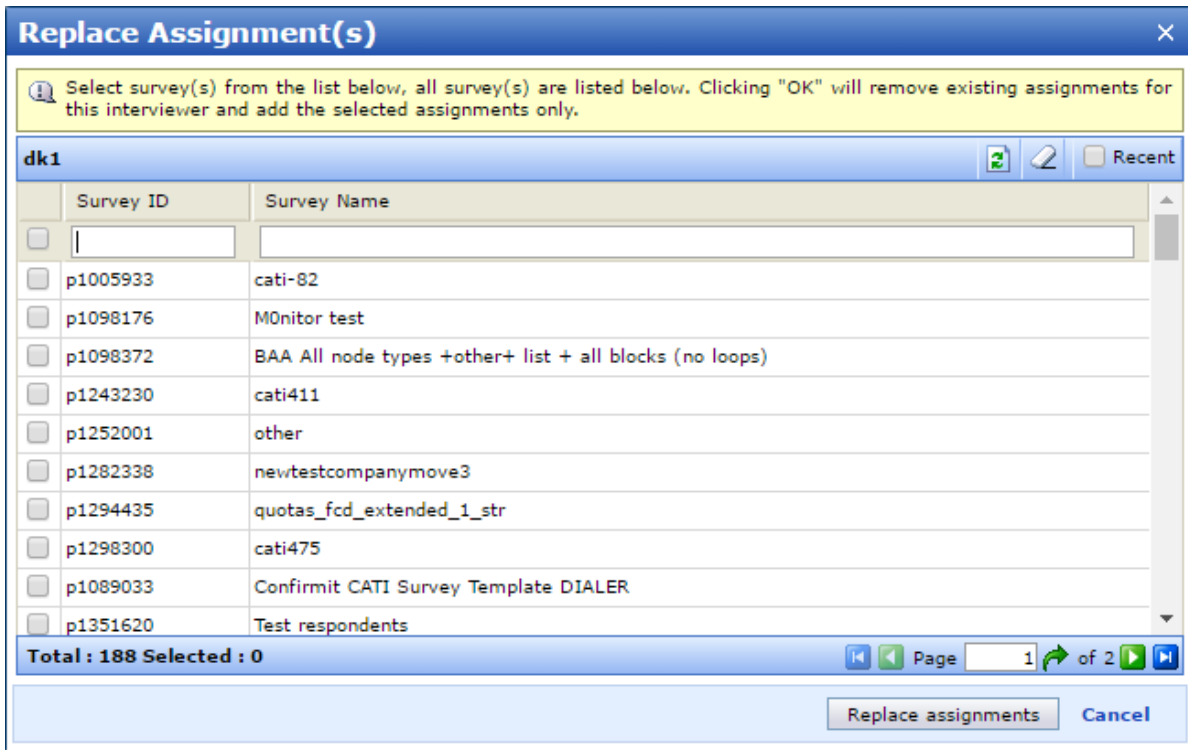 Replace Assignment(s)
Select survey(s) from the list below, all survey(s) are listed below. Clicking "OK" will remove existing assignments for
this interviewer and add the selected assignments only.
dk1 Recent
Survey ID Survey Name
p1005933 cati-82
p1098176 M0nitor test
p1098372 BAA All node types +other+ list + all blocks (no loops)
p1243230 cati411
p1252001 other
p1282338 newtestcompanymove3
p1294435 quotas_fcd_extended_1_str
p1298300 cati475
p1089033 Confirmit CATI Survey Template DIALER
p1351620 Test respondents
Total : 188 Selected : 0 Page 1 of 2
Replace assignments Cancel